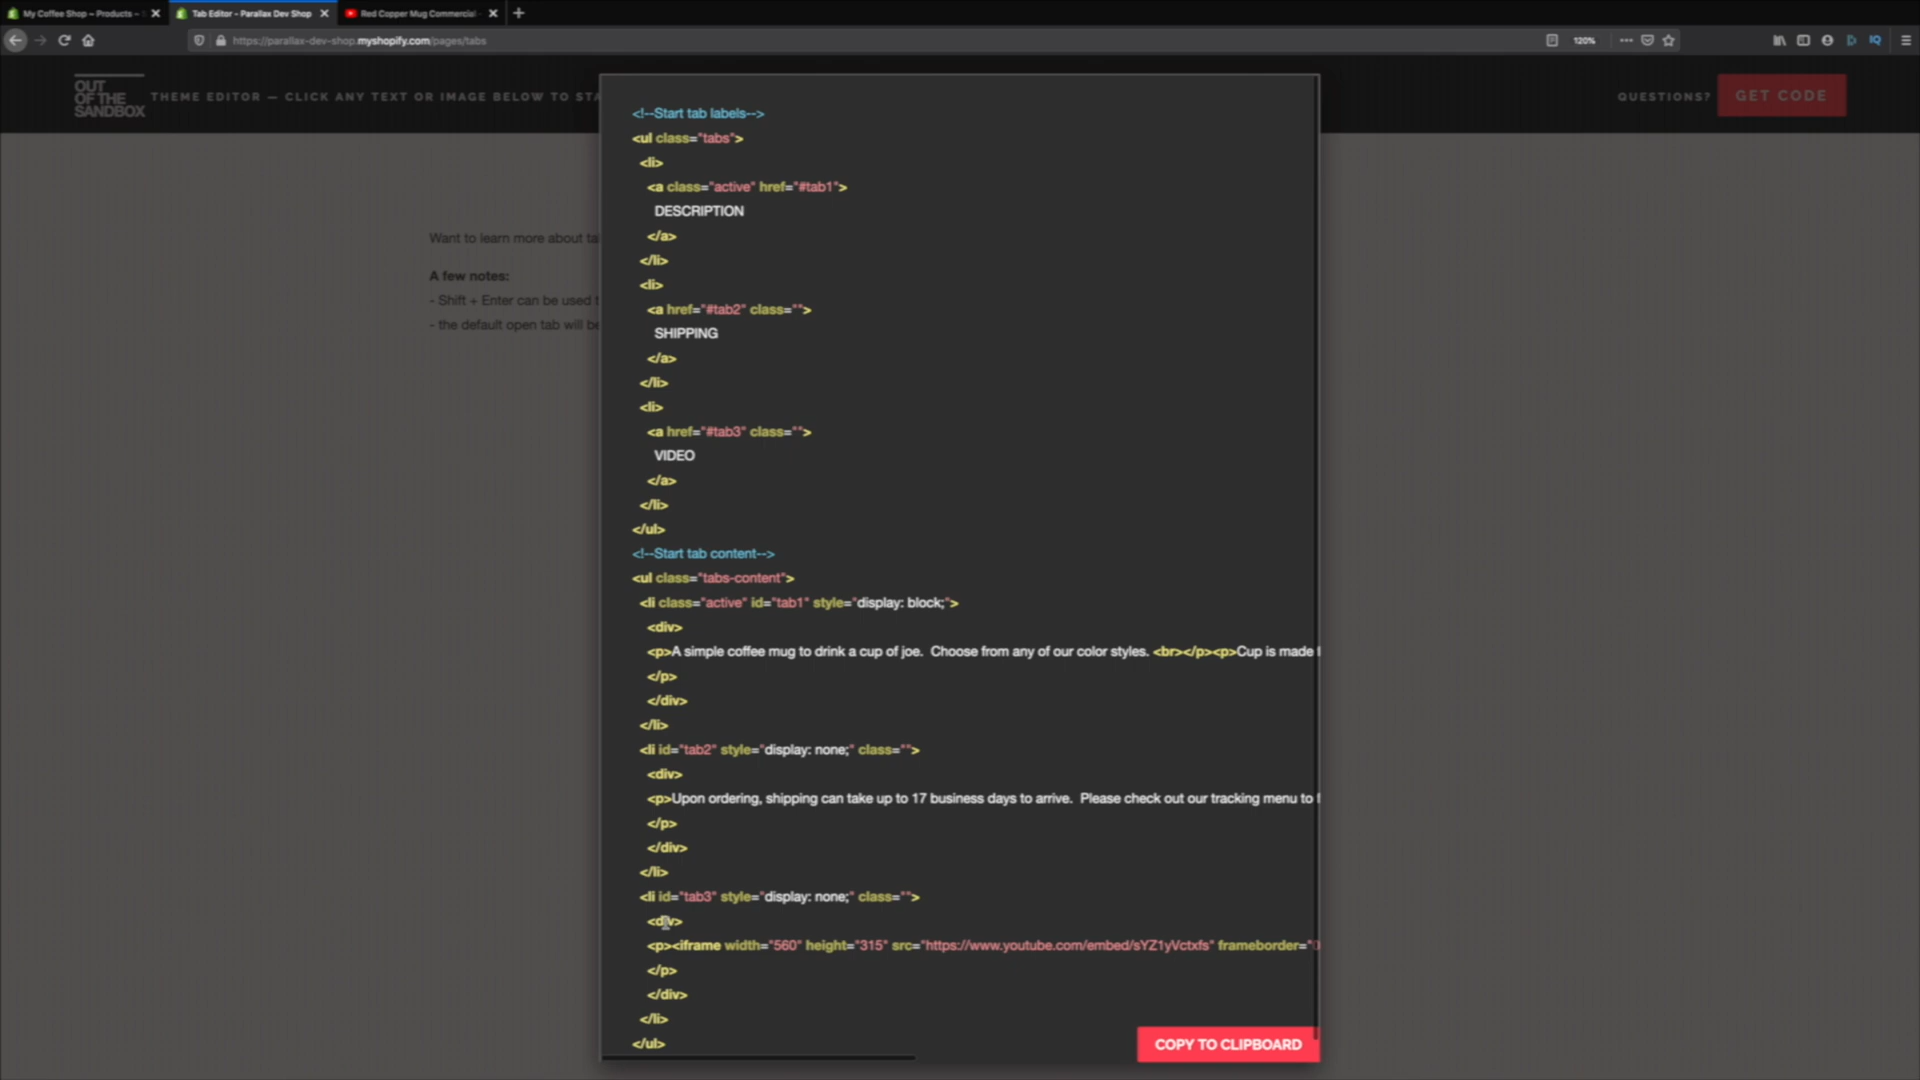 My Coffee Shop – Products –
Tab Editor - Parallax Dev Shop
Red Copper Mug Commercial
https://parallax-dev-shop.myshopify.com/pages/tabs
120%
OUT
OF THE
SANDBOX
THEME EDITOR — CLICK ANY TEXT OR IMAGE BELOW TO STA
QUESTIONS?
GET CODE
Want to learn more about ta
A few notes:
- Shift + Enter can be used t
- the default open tab will be
<!--Start tab labels-->
<ul class="tabs">
<li>
<a class="active" href="#tab1">
DESCRIPTION
</a>
</li>
<li>
<a href="#tab2" class="">
SHIPPING
</a>
</li>
<li>
<a href="#tab3" class="">
VIDEO
</a>
</li>
</ul>
<!--Start tab content-->
<ul class="tabs-content">
<li class="active" id="tab1" style="display: block;">
<div>
<p>A simple coffee mug to drink a cup of joe.  Choose from any of our color styles. <br></p><p>Cup is made
</p>
</div>
</li>
<li id="tab2" style="display: none;" class="">
<div>
<p>Upon ordering, shipping can take up to 17 business days to arrive.  Please check out our tracking menu to
</p>
</div>
</li>
<li id="tab3" style="display: none;" class="">
<div>
<p><iframe width="560" height="315" src="https://www.youtube.com/embed/sYZ1yVctxfs" frameborder="0
</p>
</div>
</li>
</ul>
COPY TO CLIPBOARD